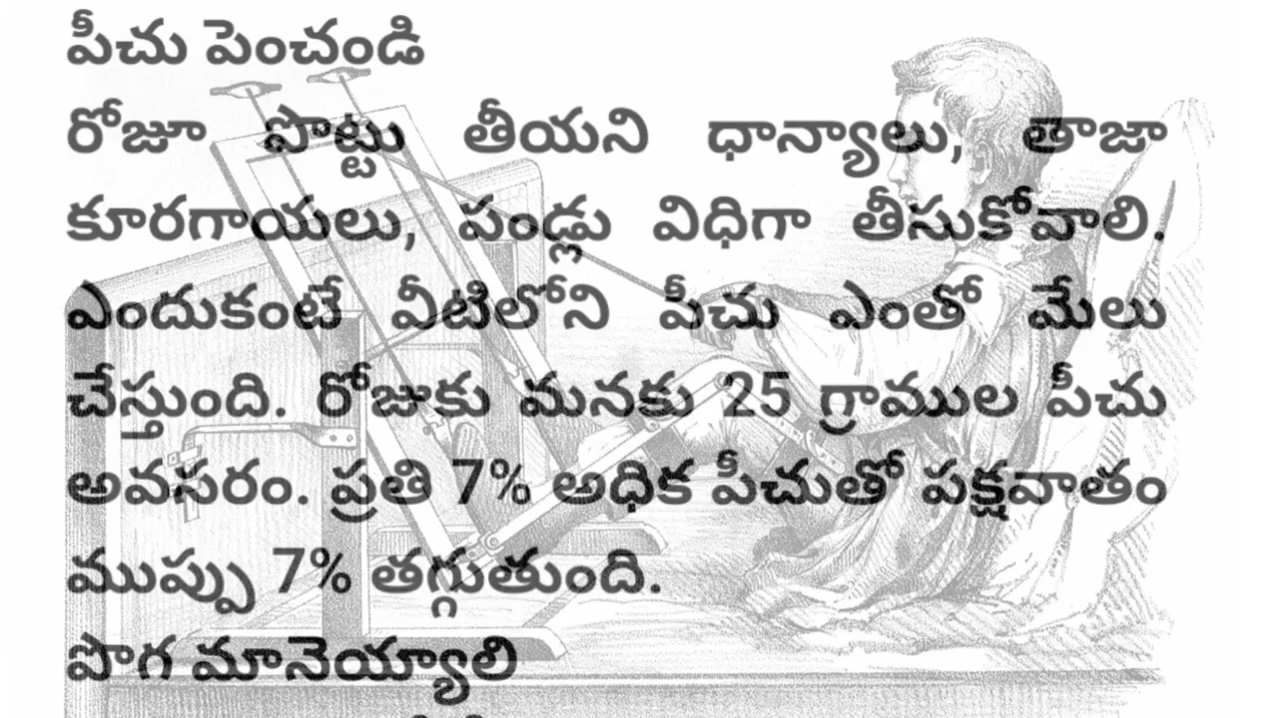 పీచు పెంచండి
రోజూ పొట్టు తీయని ధాన్యాలు, తాజా
కూరగాయలు, పండ్లు విధిగా తీసుకోవాలి.
ఎందుకంటే వీటిలోని పీచు ఎంతో మేలు
చేస్తుంది. రోజుకు మనకు 25 గ్రాముల పీచు
అవసరం. ప్రతి 7% అధిక పీచుతో పక్షవాతం
ముప్పు 7% తగ్గుతుంది.
పొగ మానెయ్యాలి